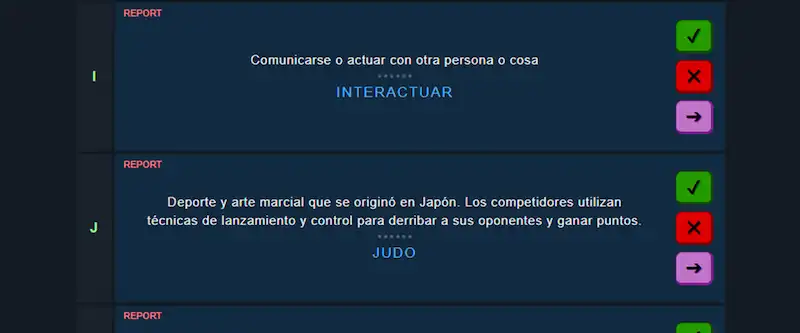 REPORT
I
Comunicarse o actuar con otra persona o cosa
******
INTERACTUAR
REPORT
J
Deporte y arte marcial que se originó en Japón. Los competidores utilizan
técnicas de lanzamiento y control para derribar a sus oponentes y ganar puntos.
******
JUDO
REPORT